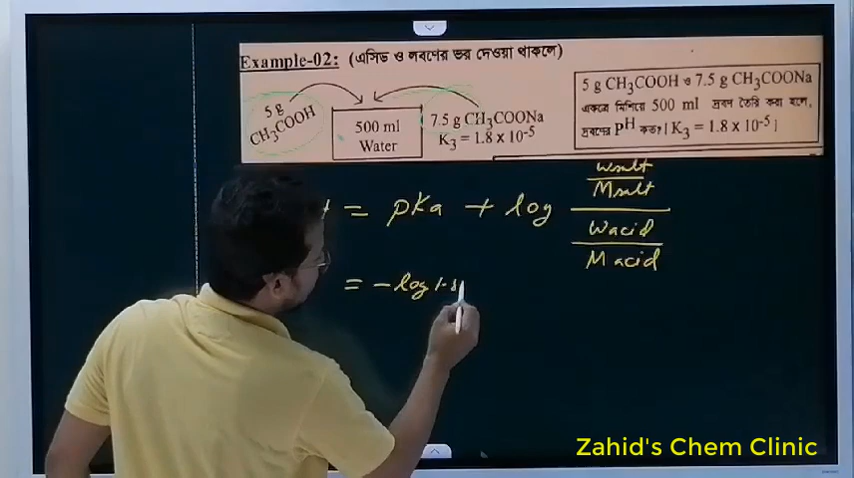 Example-02: (এসিড ও লবণের ভর দেওয়া থাকলে)
5 g
CH₃COOH
500 ml
Water
7.5 g CH₃COONa
K₃ = 1.8 x 10⁻⁵
5 g CH₃COOH ও 7.5 g CH₃COONa
একত্রে মিশিয়ে 500 ml দ্রবণ তৈরি করা হলে,
দ্রবণের Pᴴ কত? [ K₃ = 1.8 x 10⁻⁵ ]
Wsalt
Msalt
= pKa + log
Wacid
Macid
= - log 1.8
Zahid's Chem Clinic